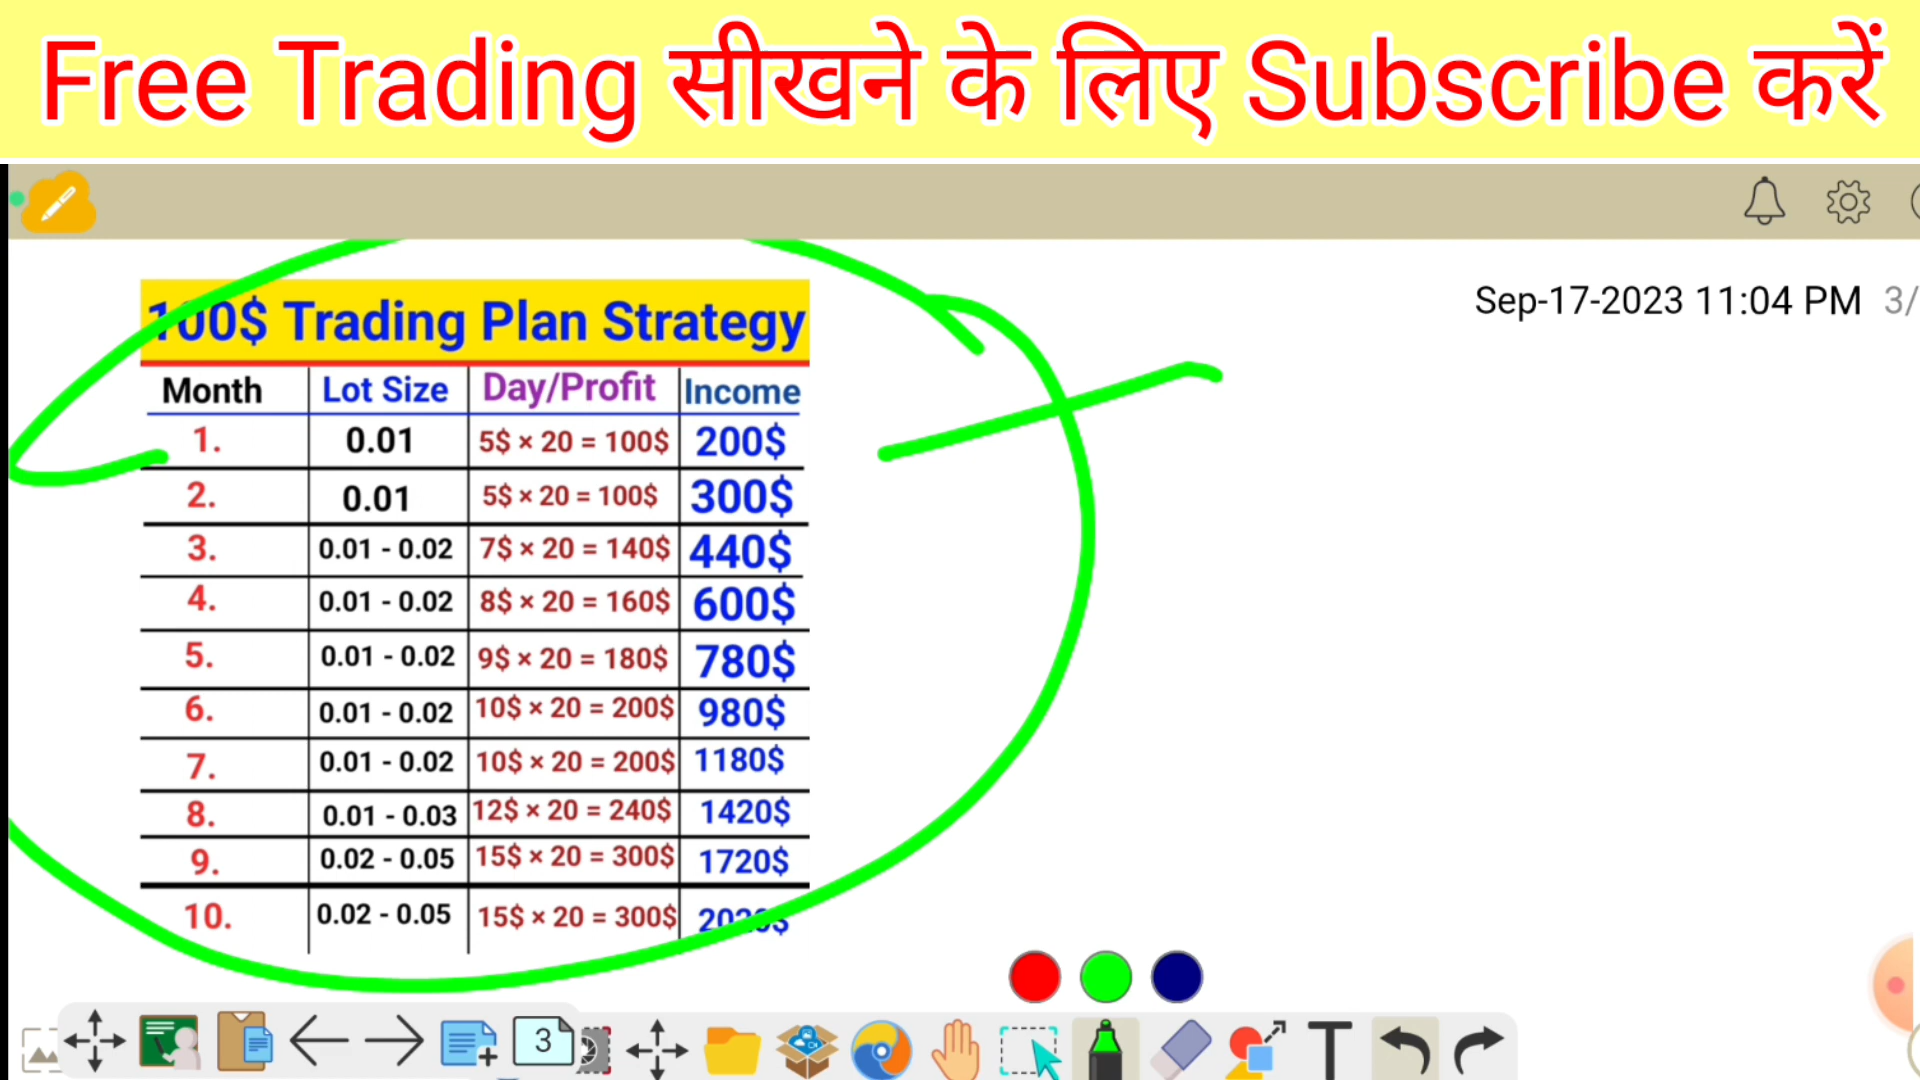 Free Trading सीखने के लिए Subscribe करें
Sep-17-2023 11:04 PM 3/
100$ Trading Plan Strategy
Month Lot Size Day/Profit Income
1. 0.01 5$ × 20 = 100$ 200$
2. 0.01 5$ × 20 = 100$ 300$
3. 0.01 - 0.02 7$ × 20 = 140$ 440$
4. 0.01 - 0.02 8$ × 20 = 160$ 600$
5. 0.01 - 0.02 9$ × 20 = 180$ 780$
6. 0.01 - 0.02 10$ × 20 = 200$ 980$
7. 0.01 - 0.02 10$ × 20 = 200$ 1180$
8. 0.01 - 0.03 12$ × 20 = 240$ 1420$
9. 0.02 - 0.05 15$ × 20 = 300$ 1720$
10. 0.02 - 0.05 15$ × 20 = 300$
3
T